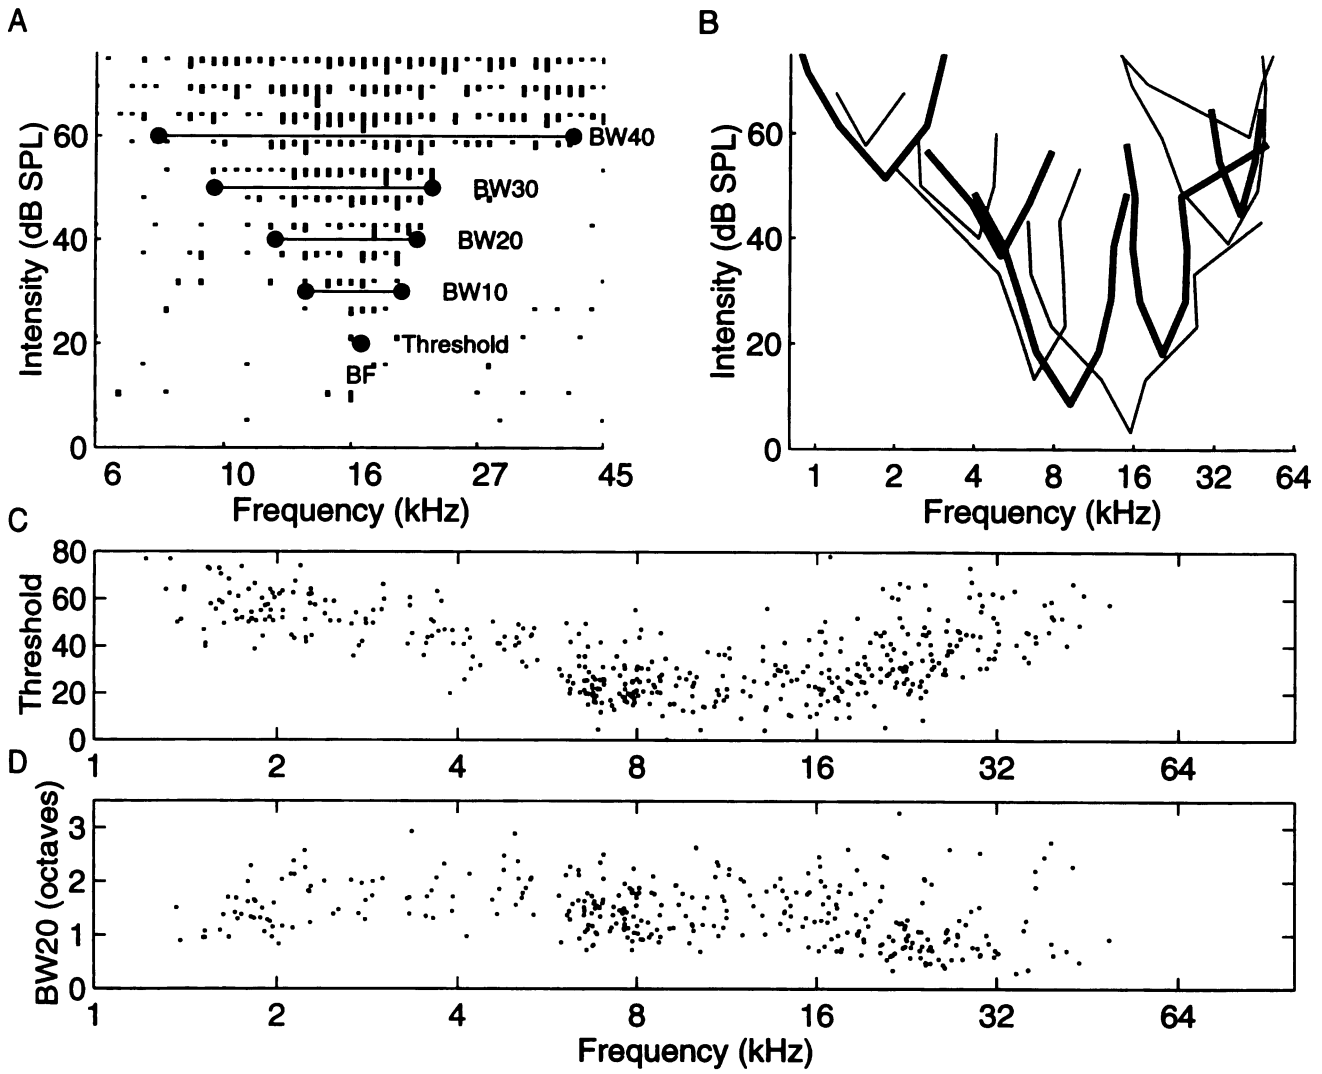 A
Intensity (dB SPL)
60
40
20
0
BW40
BW30
BW20
BW10
Threshold
BF
6 10 16 27 45
Frequency (kHz)
B
Intensity (dB SPL)
60
40
20
0
1 2 4 8 16 32 64
Frequency (kHz)
C
Threshold
80
60
40
20
0
1 2 4 8 16 32 64
D
BW20 (octaves)
3
2
1
0
1 2 4 8 16 32 64
Frequency (kHz)